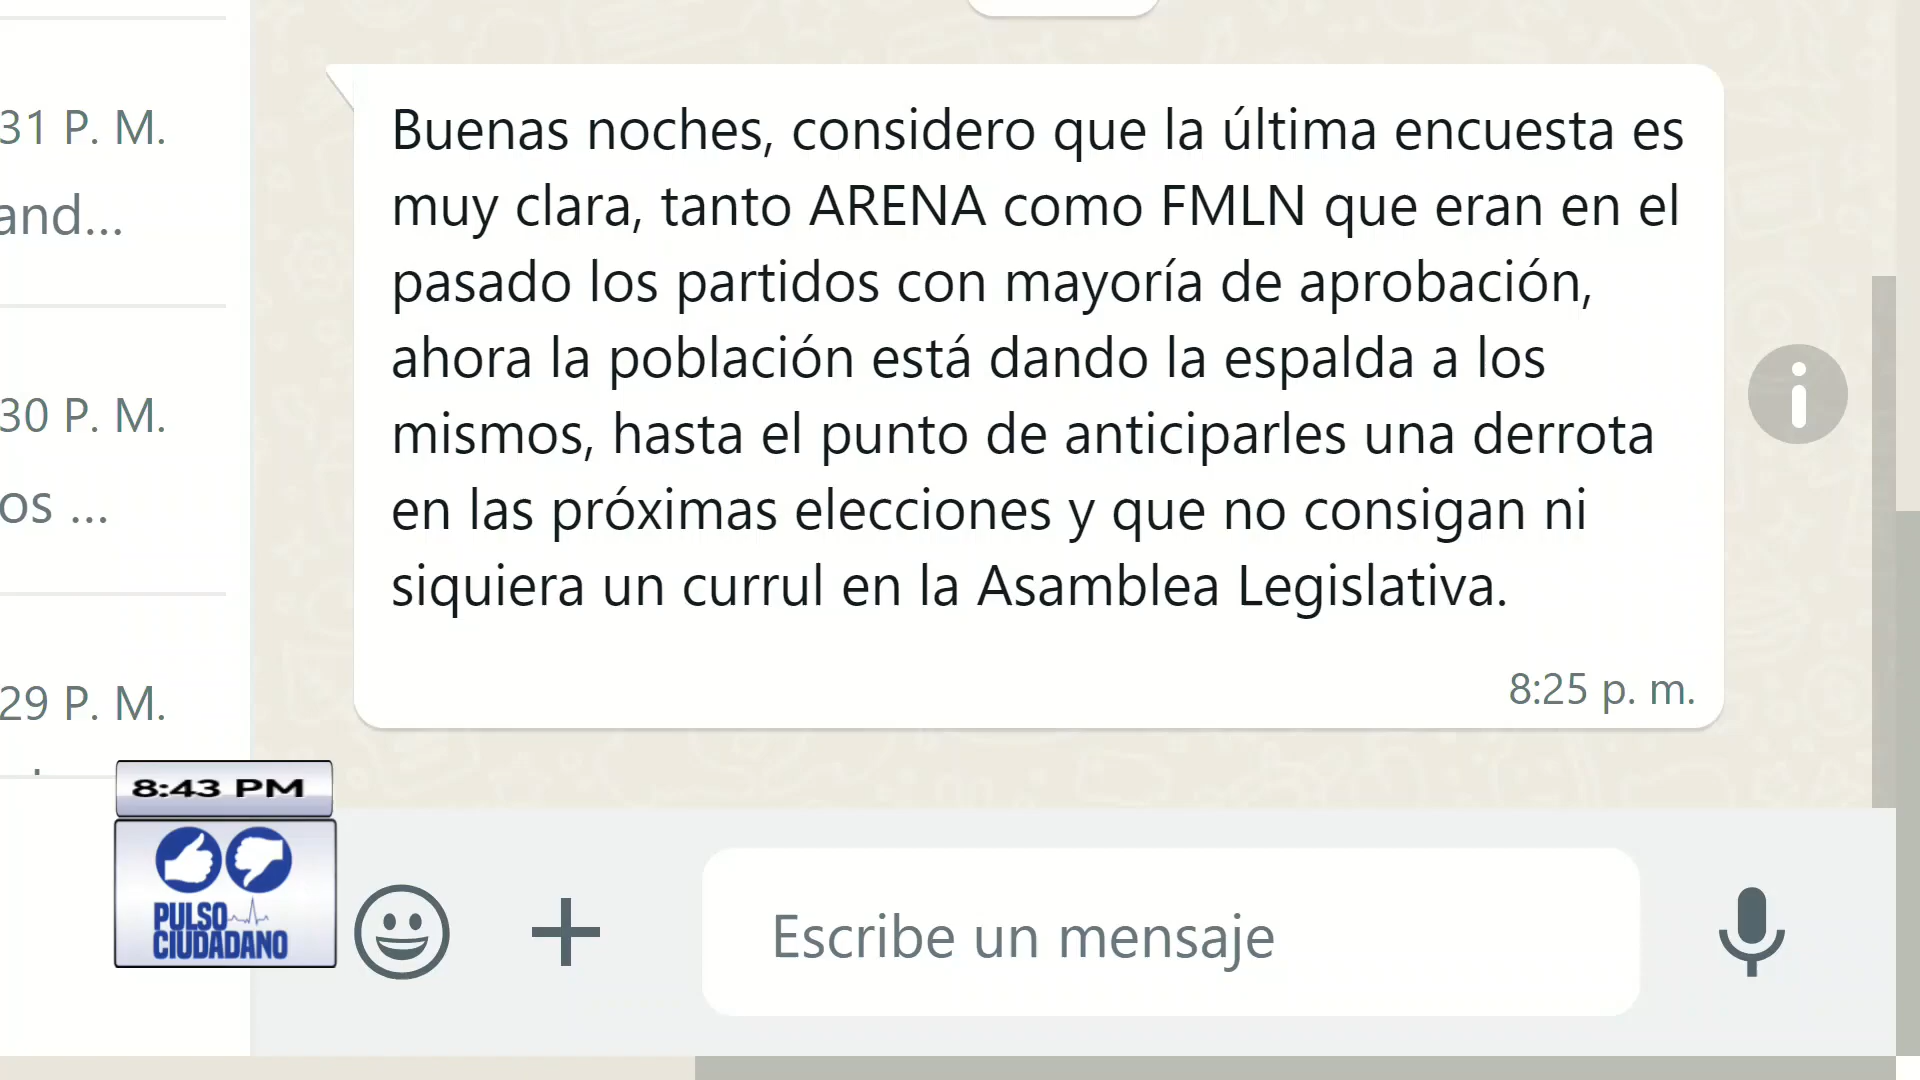 31 P. M.
and...
30 P. M.
os ...
29 P. M.
Buenas noches, considero que la última encuesta es
muy clara, tanto ARENA como FMLN que eran en el
pasado los partidos con mayoría de aprobación,
ahora la población está dando la espalda a los
mismos, hasta el punto de anticiparles una derrota
en las próximas elecciones y que no consigan ni
siquiera un currul en la Asamblea Legislativa.
8:25 p. m.
8:43 PM
PULSO
CIUDADANO
Escribe un mensaje